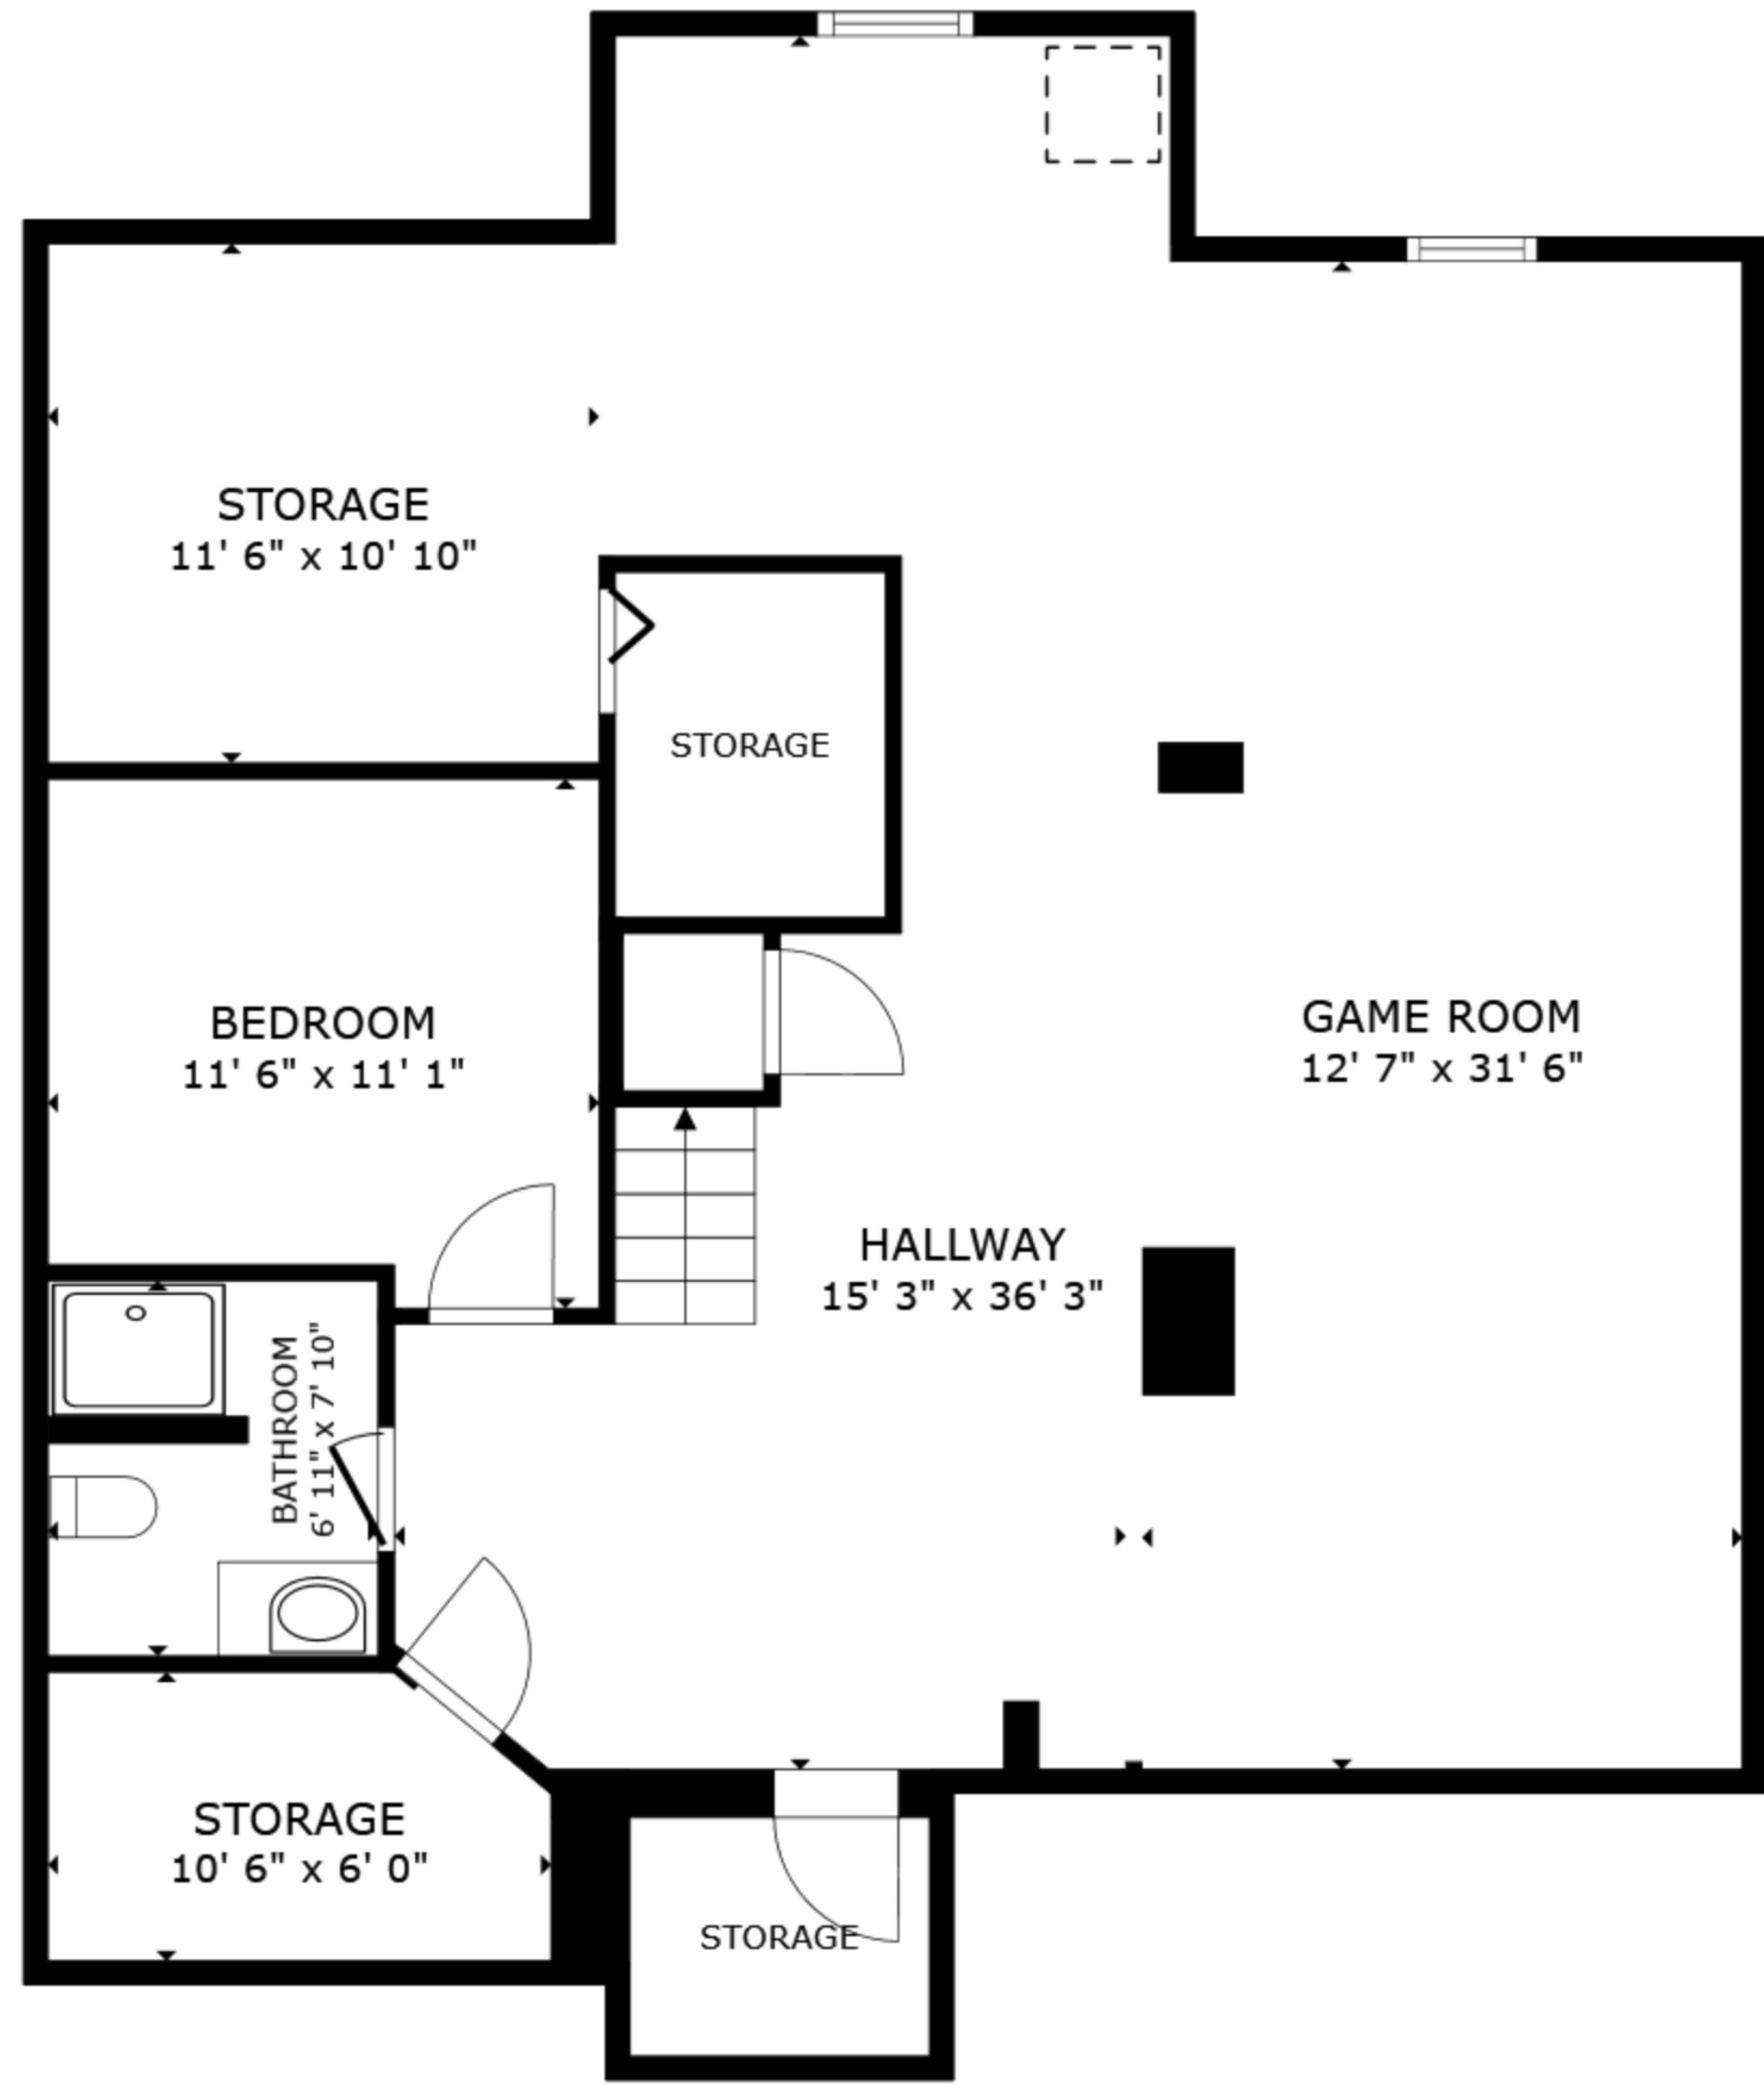 STORAGE
11' 6" x 10' 10"
STORAGE
BEDROOM
11' 6" x 11' 1"
GAME ROOM
12' 7" x 31' 6"
HALLWAY
15' 3" x 36' 3"
BATHROOM
6' 11" x 7' 10"
STORAGE
10' 6" x 6' 0"
STORAGE